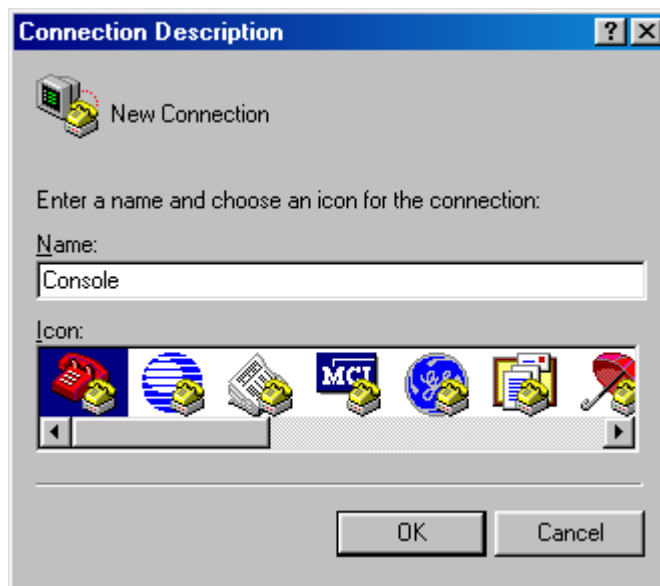 Connection Description
New Connection
Enter a name and choose an icon for the connection:
Name:
Console
Icon:
MCI
OK Cancel